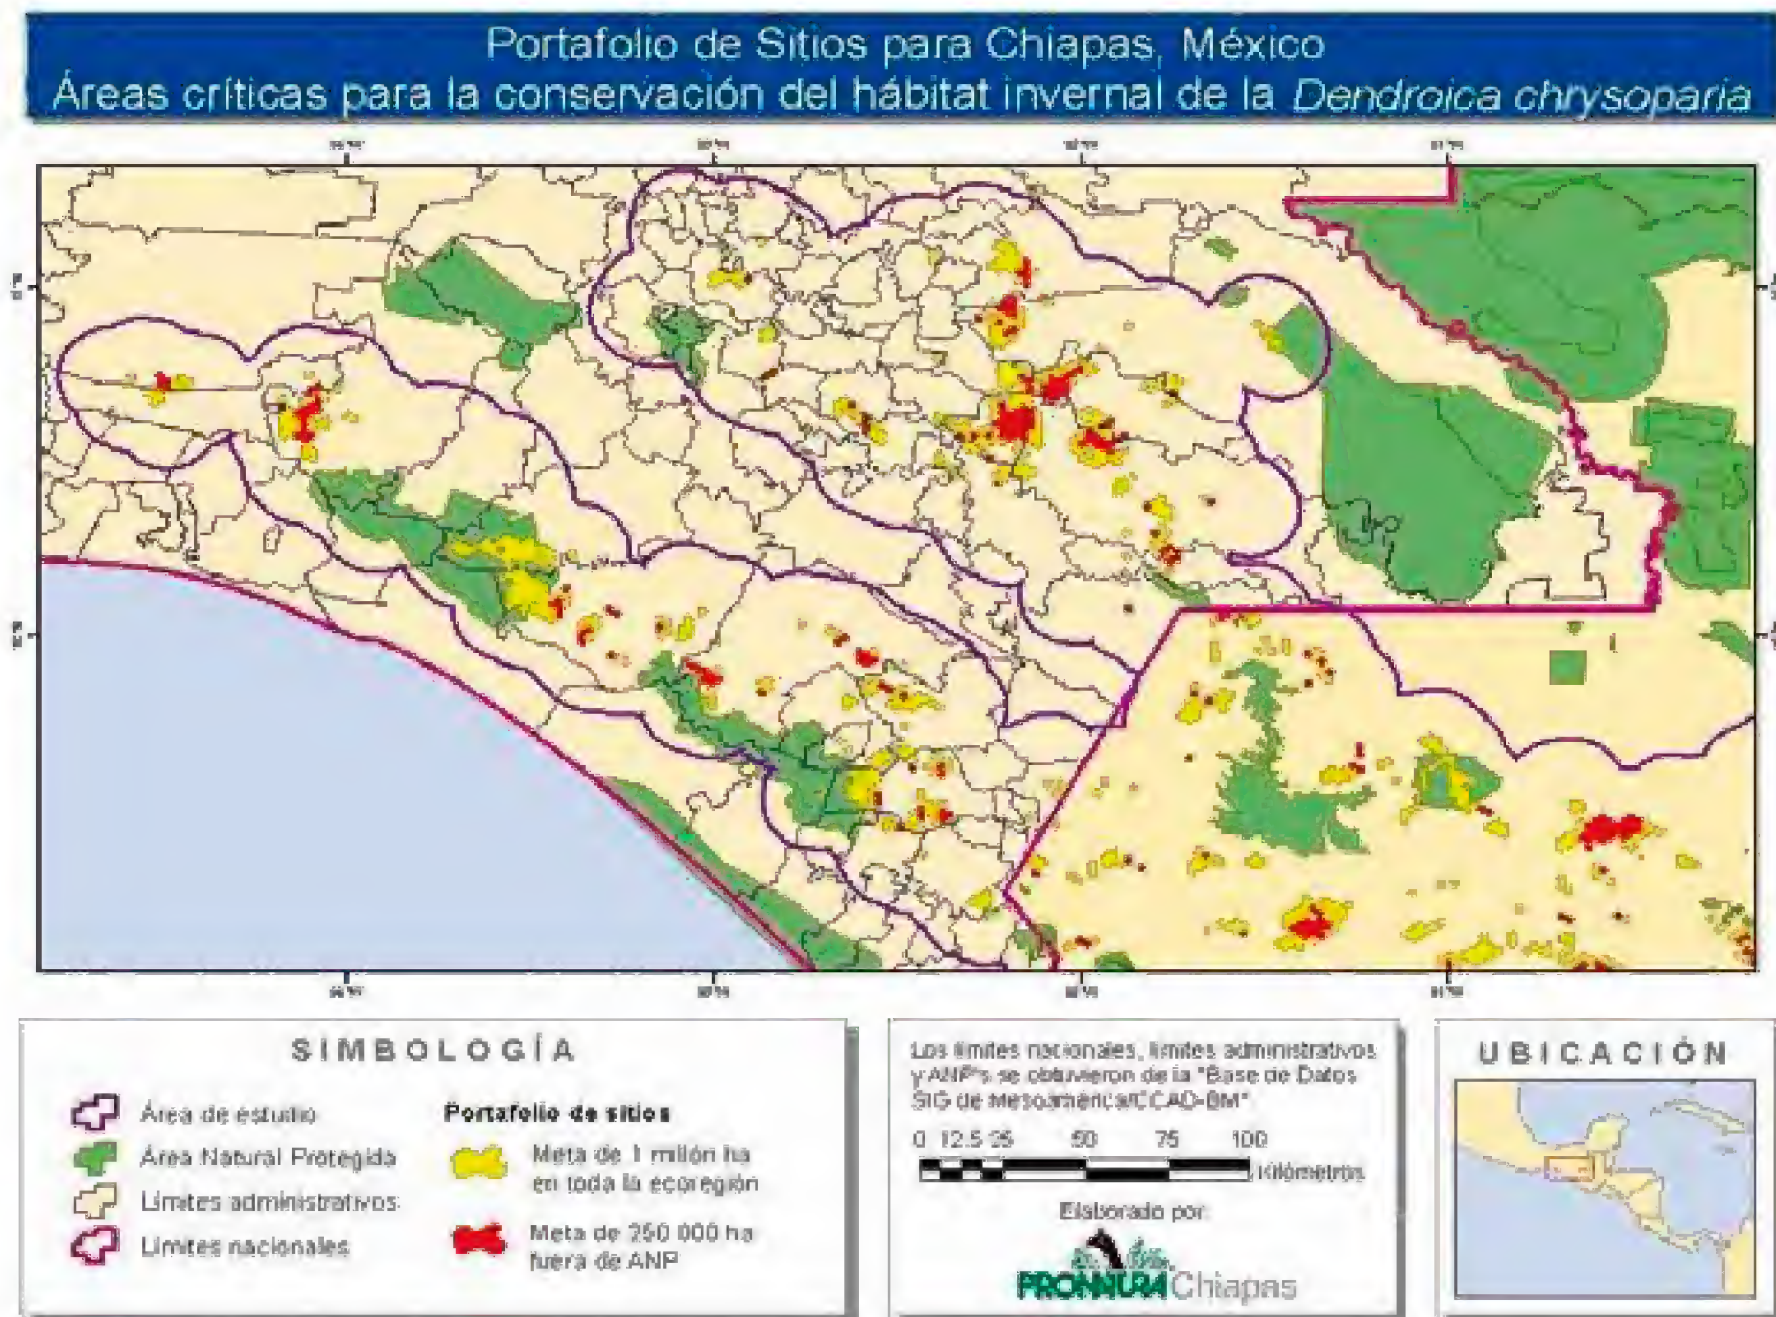 Portafolio de Sitios para Chiapas, México
Áreas críticas para la conservación del hábitat invernal de la Dendroica chrysoparia
SIMBOLOGÍA
Área de estudio
Área Natural Protegida
Límites administrativos
Límites nacionales
Portafolio de sitios
Meta de 1 millón ha
en toda la ecoregión
Meta de 250 000 ha
fuera de ANP
Los límites nacionales, límites administrativos
y ANP's se obtuvieron de la "Base de Datos
SIG de Mesoamérica/CCAD-BM"
0 12.5 25 50 75 100
Kilómetros
Elaborado por:
PRONATURA Chiapas
UBICACIÓN